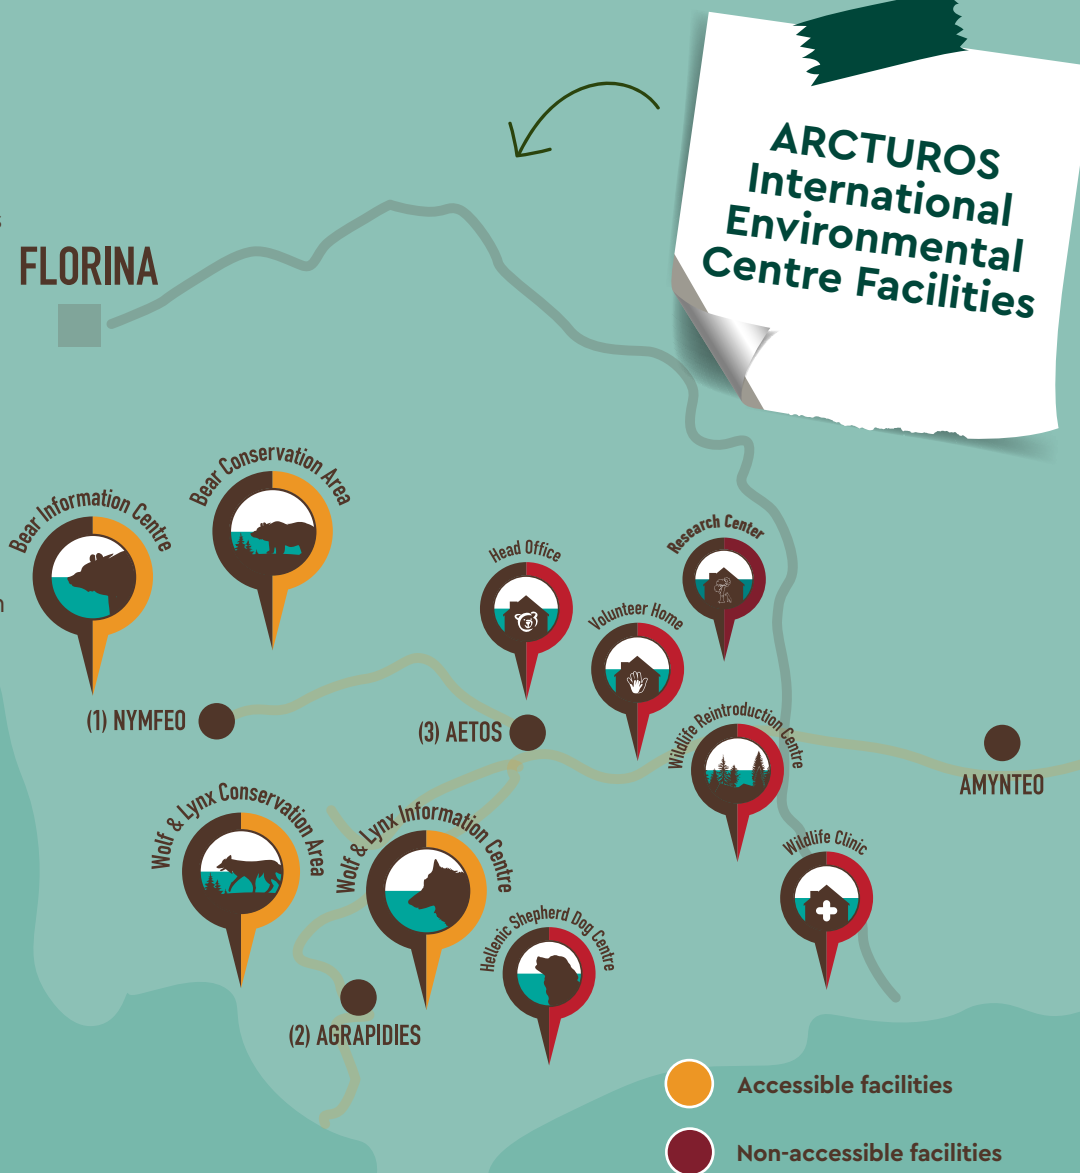 ARCTUROS
International
Environmental
Centre Facilities
FLORINA
Bear Information Centre
Bear Conservation Area
Head Office
Research Center
Volunteer Home
(1) NYMFEO
(3) AETOS
Wildlife Reintroduction Centre
AMYNTEO
Wolf & Lynx Conservation Area
Wolf & Lynx Information Centre
Wildlife Clinic
Hellenic Shepherd Dog Centre
(2) AGRAPIDIES
Accessible facilities
Non-accessible facilities